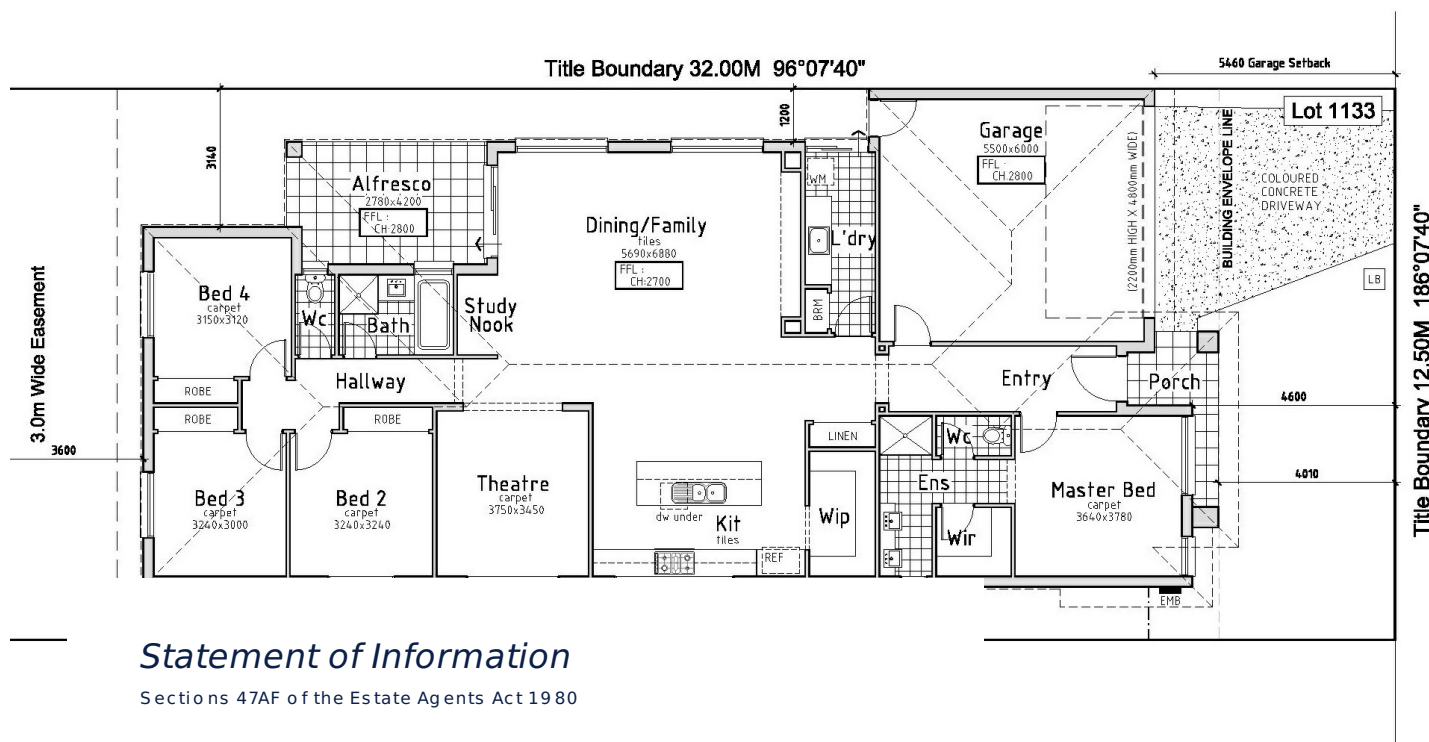 Title Boundary 32.00M 96°07'40"
5460 Garage Setback
Lot 1133
1200
3140
Garage
5500x6000
FFL :
CH.2800
(2200mm HIGH X 4800mm WIDE)
BUILDING ENVELOPE LINE
COLOURED
CONCRETE
DRIVEWAY
LB
Title Boundary 12.50M 186°07'40"
Alfresco
2780x4200
FFL :
CH:2800
Dining/Family
tiles
5690x6880
FFL :
CH:2700
WM
L'dry
BRM
3.0m Wide Easement
3600
Bed 4
carpet
3150x3120
Wc
Bath
Study
Nook
Hallway
ROBE
ROBE
ROBE
Entry
Porch
4600
4010
LINEN
Wc
Ens
Master Bed
carpet
3640x3780
Bed 3
carpet
3240x3000
Bed 2
carpet
3240x3240
Theatre
carpet
3750x3450
dw under
Kit
tiles
REF
Wip
Wir
EMB
Statement of Information
Sections 47AF of the Estate Agents Act 1980